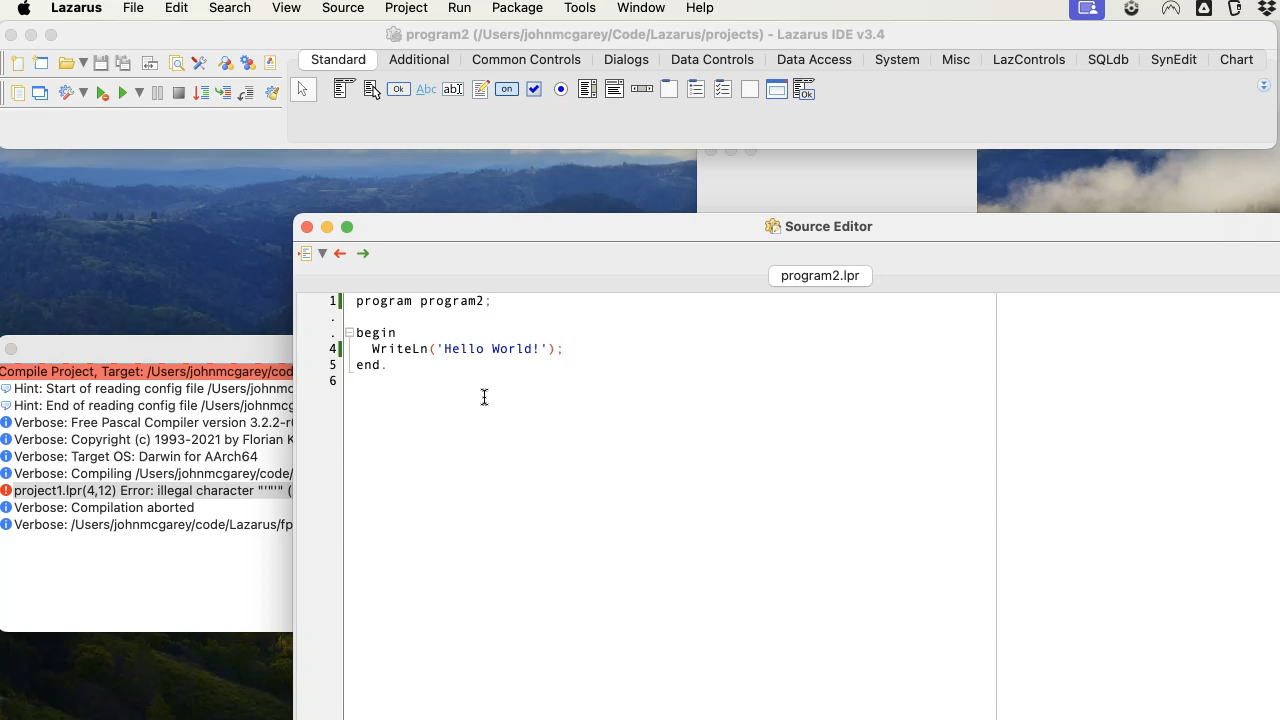 Lazarus File Edit Search View Source Project Run Package Tools Window Help
program2 (/Users/johnmcgarey/Code/Lazarus/projects) - Lazarus IDE v3.4
Standard Additional Common Controls Dialogs Data Controls Data Access System Misc LazControls SQLdb SynEdit Chart
Ok Abc abI on Ok
Source Editor
program2.lpr
1 program program2;
.
. begin
4 WriteLn('Hello World!');
5 end.
6
Compile Project, Target: /Users/johnmcgarey/cod
Hint: Start of reading config file /Users/johnmc
Hint: End of reading config file /Users/johnmcg
Verbose: Free Pascal Compiler version 3.2.2-r
Verbose: Copyright (c) 1993-2021 by Florian K
Verbose: Target OS: Darwin for AArch64
Verbose: Compiling /Users/johnmcgarey/code/
project1.lpr(4,12) Error: illegal character "'"'" (
Verbose: Compilation aborted
Verbose: /Users/johnmcgarey/code/Lazarus/fp